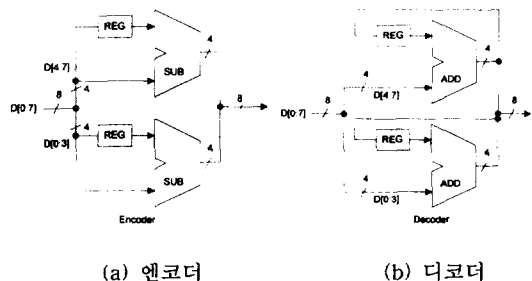 REG
4
D[4·7]
SUB
4
8
D[0·7]
8
4
REG
D[0·3]
4
SUB
Encoder
(a) 엔코더
REG
4
ADD
4
D[4·7]
8
D[0·7]
8
REG
4
ADD
4
D[0·3]
Decoder
(b) 디코더